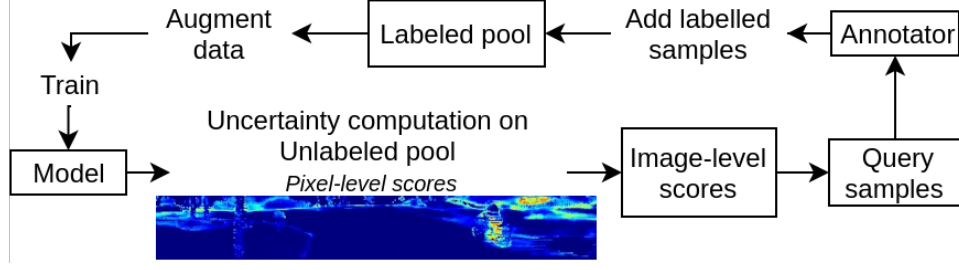 Augment
data
Labeled pool
Add labelled
samples
Annotator
Train
Model
Uncertainty computation on
Unlabeled pool
Pixel-level scores
Image-level
scores
Query
samples